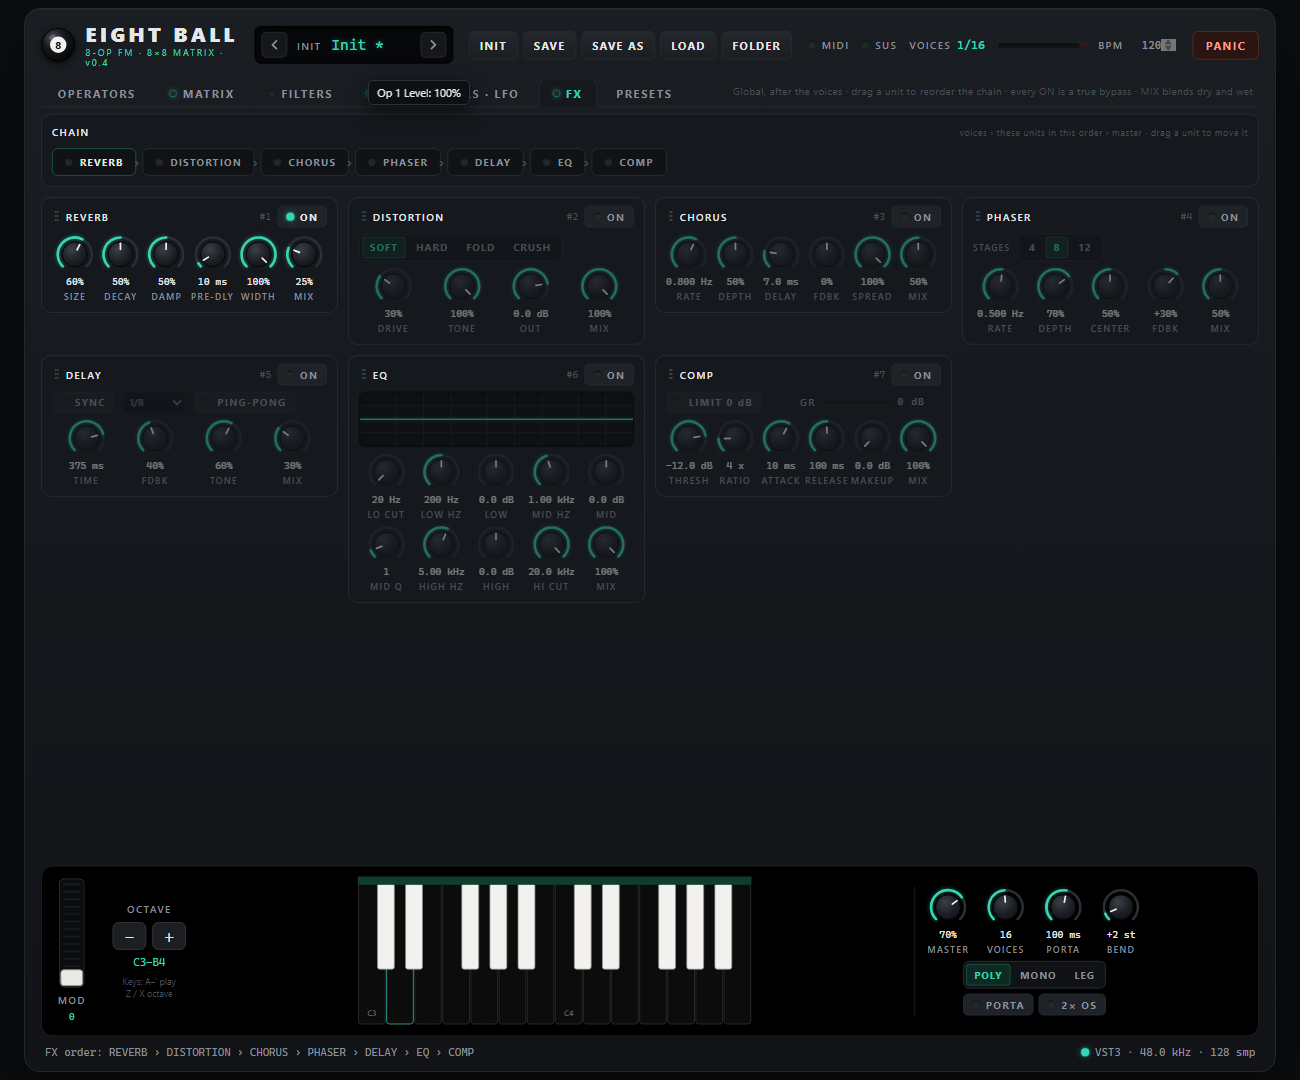 8
EIGHT BALL
8-OP FM · 8×8 MATRIX ·
v0.4
INIT Init *
INIT SAVE SAVE AS LOAD FOLDER
MIDI SUS VOICES 1/16 BPM 120 PANIC
OPERATORS MATRIX FILTERS S · LFO FX PRESETS
Op 1 Level: 100%
Global, after the voices · drag a unit to reorder the chain · every ON is a true bypass · MIX blends dry and wet
CHAIN
voices › these units in this order › master · drag a unit to move it
REVERB › DISTORTION › CHORUS › PHASER › DELAY › EQ › COMP
REVERB #1 ON
60% 50% 50% 10 ms 100% 25%
SIZE DECAY DAMP PRE-DLY WIDTH MIX
DISTORTION #2 ON
SOFT HARD FOLD CRUSH
30% 100% 0.0 dB 100%
DRIVE TONE OUT MIX
CHORUS #3 ON
0.800 Hz 50% 7.0 ms 0% 100% 50%
RATE DEPTH DELAY FDBK SPREAD MIX
PHASER #4 ON
STAGES 4 8 12
0.500 Hz 70% 50% +30% 50%
RATE DEPTH CENTER FDBK MIX
DELAY #5 ON
SYNC 1/8 PING-PONG
375 ms 40% 60% 30%
TIME FDBK TONE MIX
EQ #6 ON
20 Hz 200 Hz 0.0 dB 1.00 kHz 0.0 dB
LO CUT LOW HZ LOW MID HZ MID
1 5.00 kHz 0.0 dB 20.0 kHz 100%
MID Q HIGH HZ HIGH HI CUT MIX
COMP #7 ON
LIMIT 0 dB GR 0 dB
−12.0 dB 4 x 10 ms 100 ms 0.0 dB 100%
THRESH RATIO ATTACK RELEASE MAKEUP MIX
MOD
0
OCTAVE
− +
C3–B4
Keys: A–' play
Z / X octave
C3 C4
70% 16 100 ms +2 st
MASTER VOICES PORTA BEND
POLY MONO LEG
PORTA 2× OS
FX order: REVERB › DISTORTION › CHORUS › PHASER › DELAY › EQ › COMP
VST3 · 48.0 kHz · 128 smp